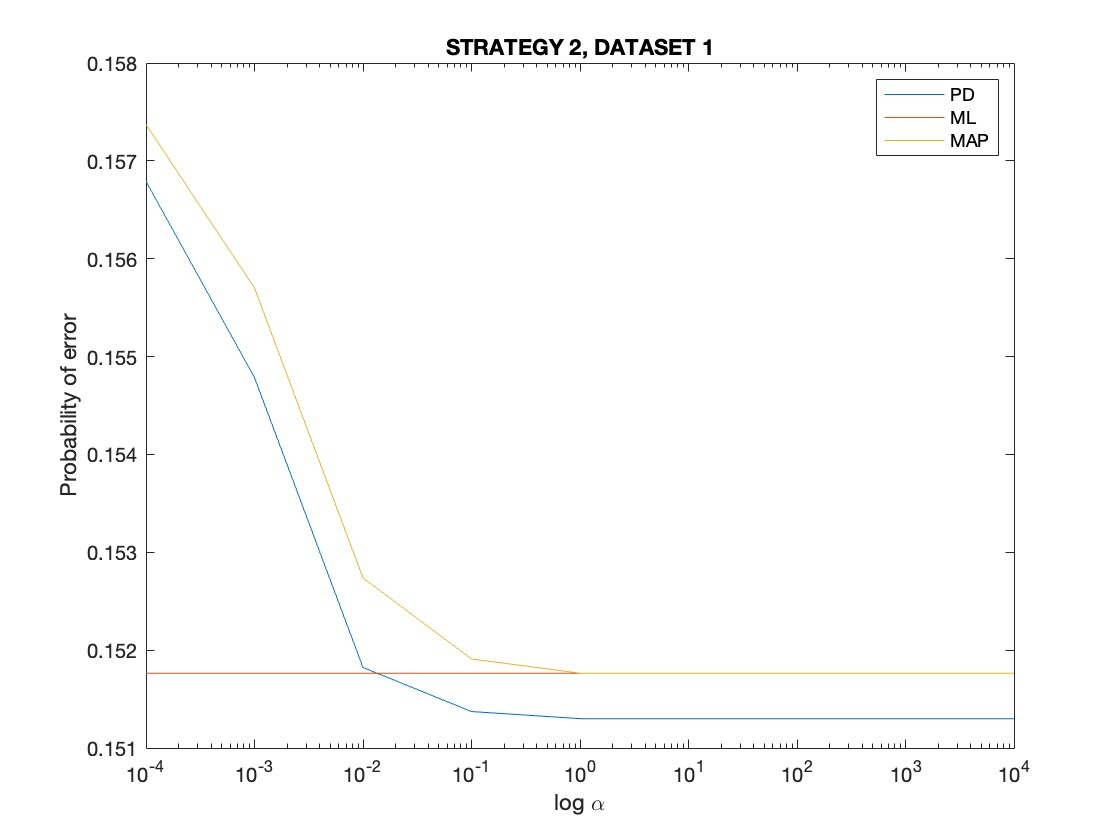 STRATEGY 2, DATASET 1
0.158
0.157
0.156
0.155
0.154
0.153
0.152
0.151
Probability of error
PD
ML
MAP
10^-4 10^-3 10^-2 10^-1 10^0 10^1 10^2 10^3 10^4
log α